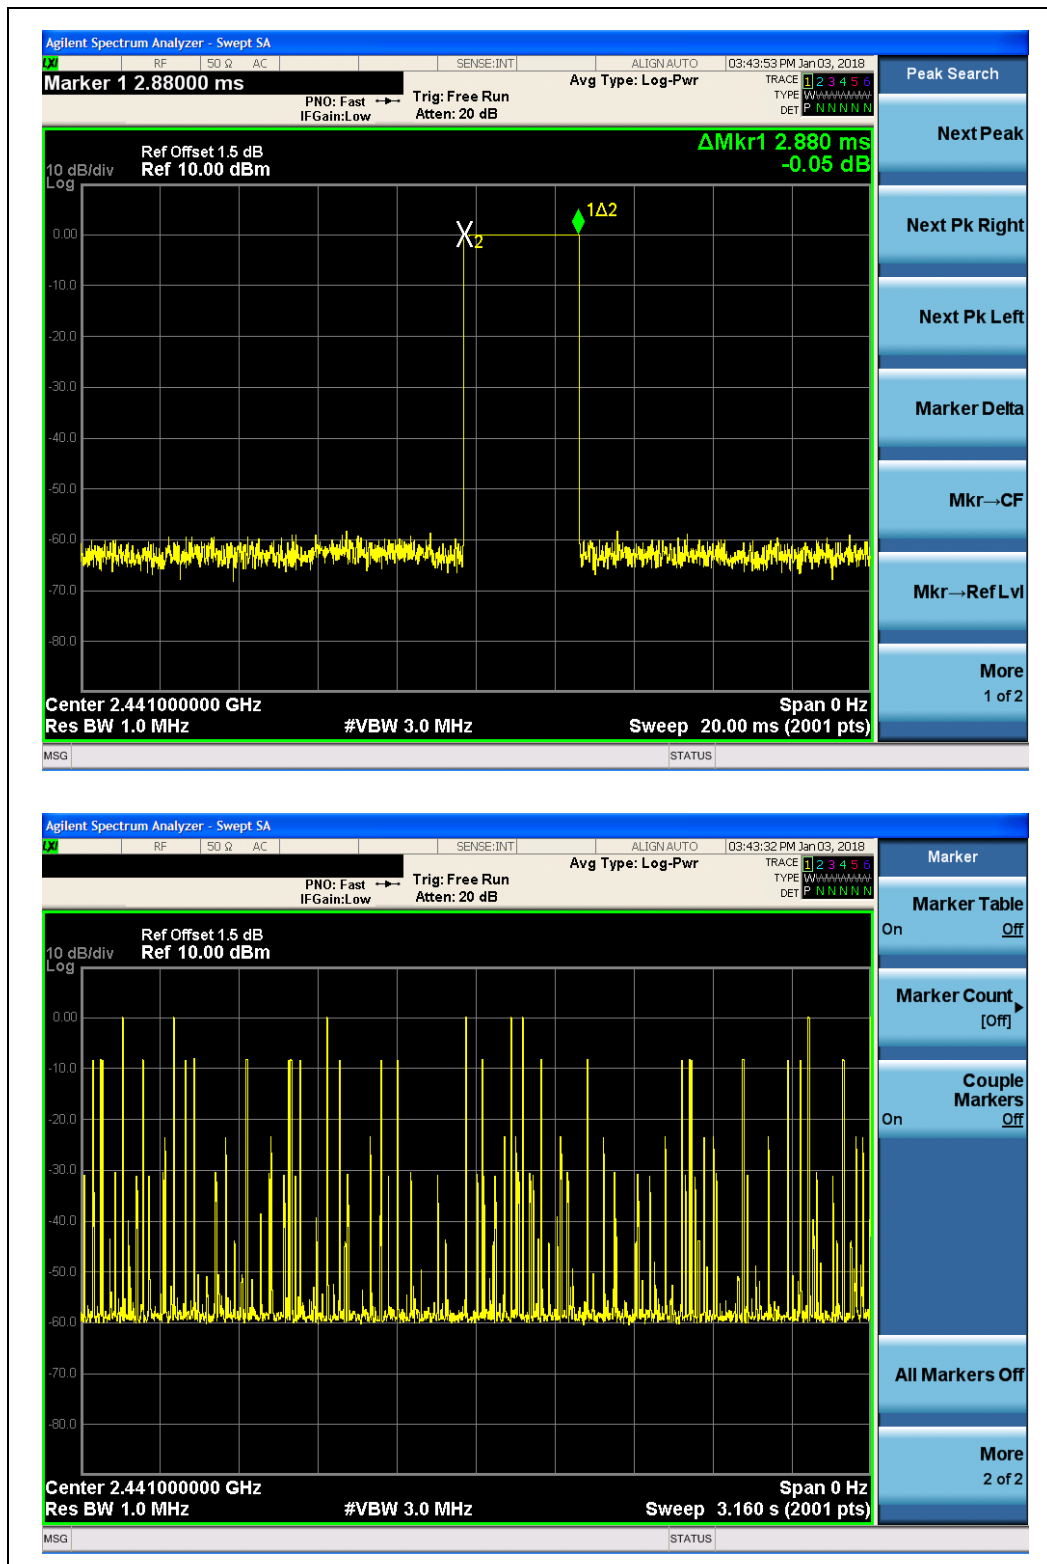 Agilent Spectrum Analyzer - Swept SA
LXI RF 50 Ω AC SENSE:INT ALIGNAUTO 03:43:53 PM Jan 03, 2018
Marker 1 2.88000 ms
PNO: Fast
IFGain:Low
Trig: Free Run
Atten: 20 dB
Avg Type: Log-Pwr
TRACE 1 2 3 4 5 6
TYPE
DET P N N N N N
Ref Offset 1.5 dB
10 dB/div Ref 10.00 dBm
Log
ΔMkr1 2.880 ms
-0.05 dB
1Δ2
2
0.00
-10.0
-20.0
-30.0
-40.0
-50.0
-60.0
-70.0
-80.0
Center 2.441000000 GHz Span 0 Hz
Res BW 1.0 MHz #VBW 3.0 MHz Sweep 20.00 ms (2001 pts)
MSG STATUS
Peak Search
Next Peak
Next Pk Right
Next Pk Left
Marker Delta
Mkr→CF
Mkr→Ref Lvl
More
1 of 2
Agilent Spectrum Analyzer - Swept SA
LXI RF 50 Ω AC SENSE:INT ALIGNAUTO 03:43:32 PM Jan 03, 2018
PNO: Fast
IFGain:Low
Trig: Free Run
Atten: 20 dB
Avg Type: Log-Pwr
TRACE 1 2 3 4 5 6
TYPE
DET P N N N N N
Ref Offset 1.5 dB
10 dB/div Ref 10.00 dBm
Log
0.00
-10.0
-20.0
-30.0
-40.0
-50.0
-60.0
-70.0
-80.0
Center 2.441000000 GHz Span 0 Hz
Res BW 1.0 MHz #VBW 3.0 MHz Sweep 3.160 s (2001 pts)
MSG STATUS
Marker
Marker Table
On Off
Marker Count
[Off]
Couple
Markers
On Off
All Markers Off
More
2 of 2